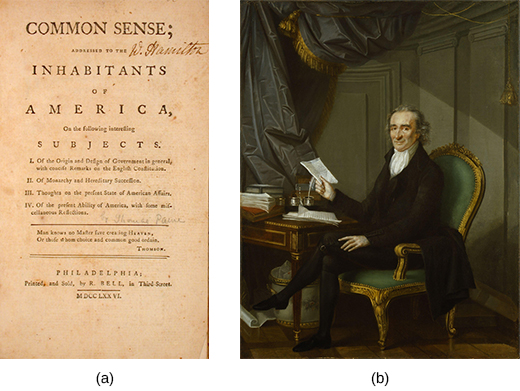 COMMON SENSE;
ADDRESSED TO THE
W. Hamilton
INHABITANTS
OF
AMERICA,
On the following interesting
SUBJECTS.
I. Of the Origin and Design of Government in general, with concise Remarks on the English Constitution.
II. Of Monarchy and Hereditary Succession.
III. Thoughts on the present State of American Affairs.
IV. Of the present Ability of America, with some miscellaneous Reflections.
Thomas Paine
Man knows no Master save creating HEAVEN,
Or those whom choice and common good ordain.
THOMSON.
PHILADELPHIA;
Printed, and Sold, by R. BELL, in Third-Street.
MDCCLXXVI.
(a)
(b)